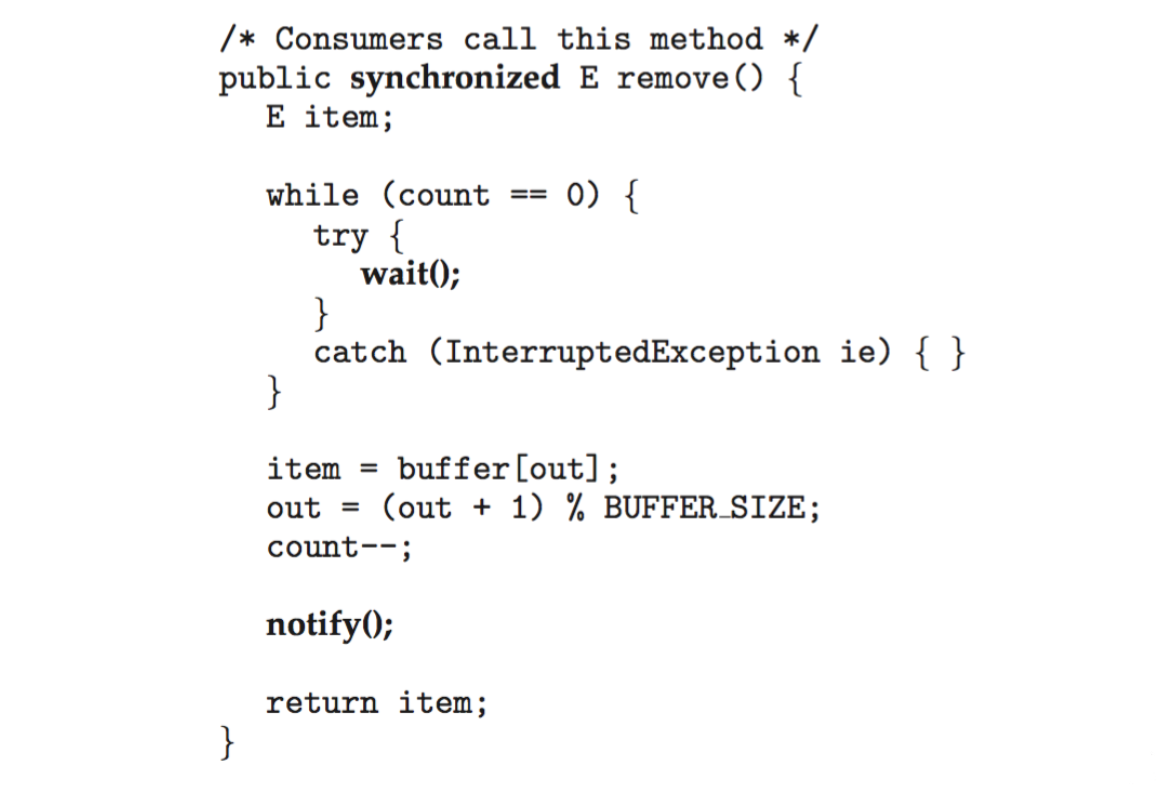 /* Consumers call this method */
public synchronized E remove() {
E item;
while (count == 0) {
try {
wait();
}
catch (InterruptedException ie) { }
}
item = buffer[out];
out = (out + 1) % BUFFER_SIZE;
count--;
notify();
return item;
}